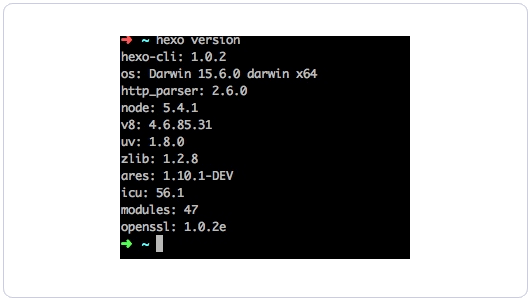 ➜ ~ hexo version
hexo-cli: 1.0.2
os: Darwin 15.6.0 darwin x64
http_parser: 2.6.0
node: 5.4.1
v8: 4.6.85.31
uv: 1.8.0
zlib: 1.2.8
ares: 1.10.1-DEV
icu: 56.1
modules: 47
openssl: 1.0.2e
➜ ~